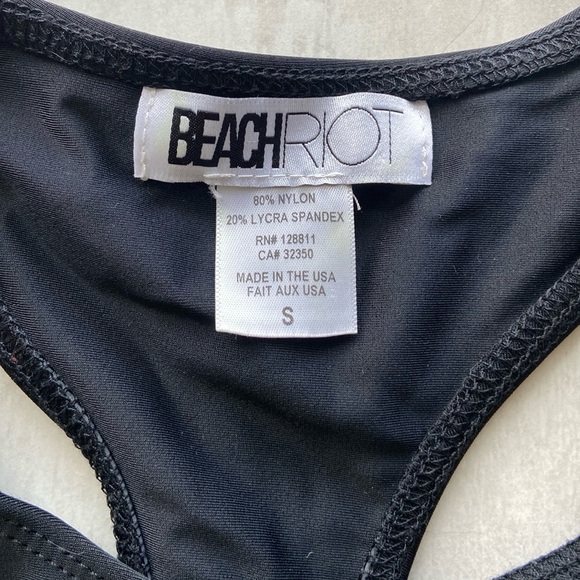 BEACHRIOT
80% NYLON
20% LYCRA SPANDEX
RN# 128811
CA# 32350
MADE IN THE USA
FAIT AUX USA
S